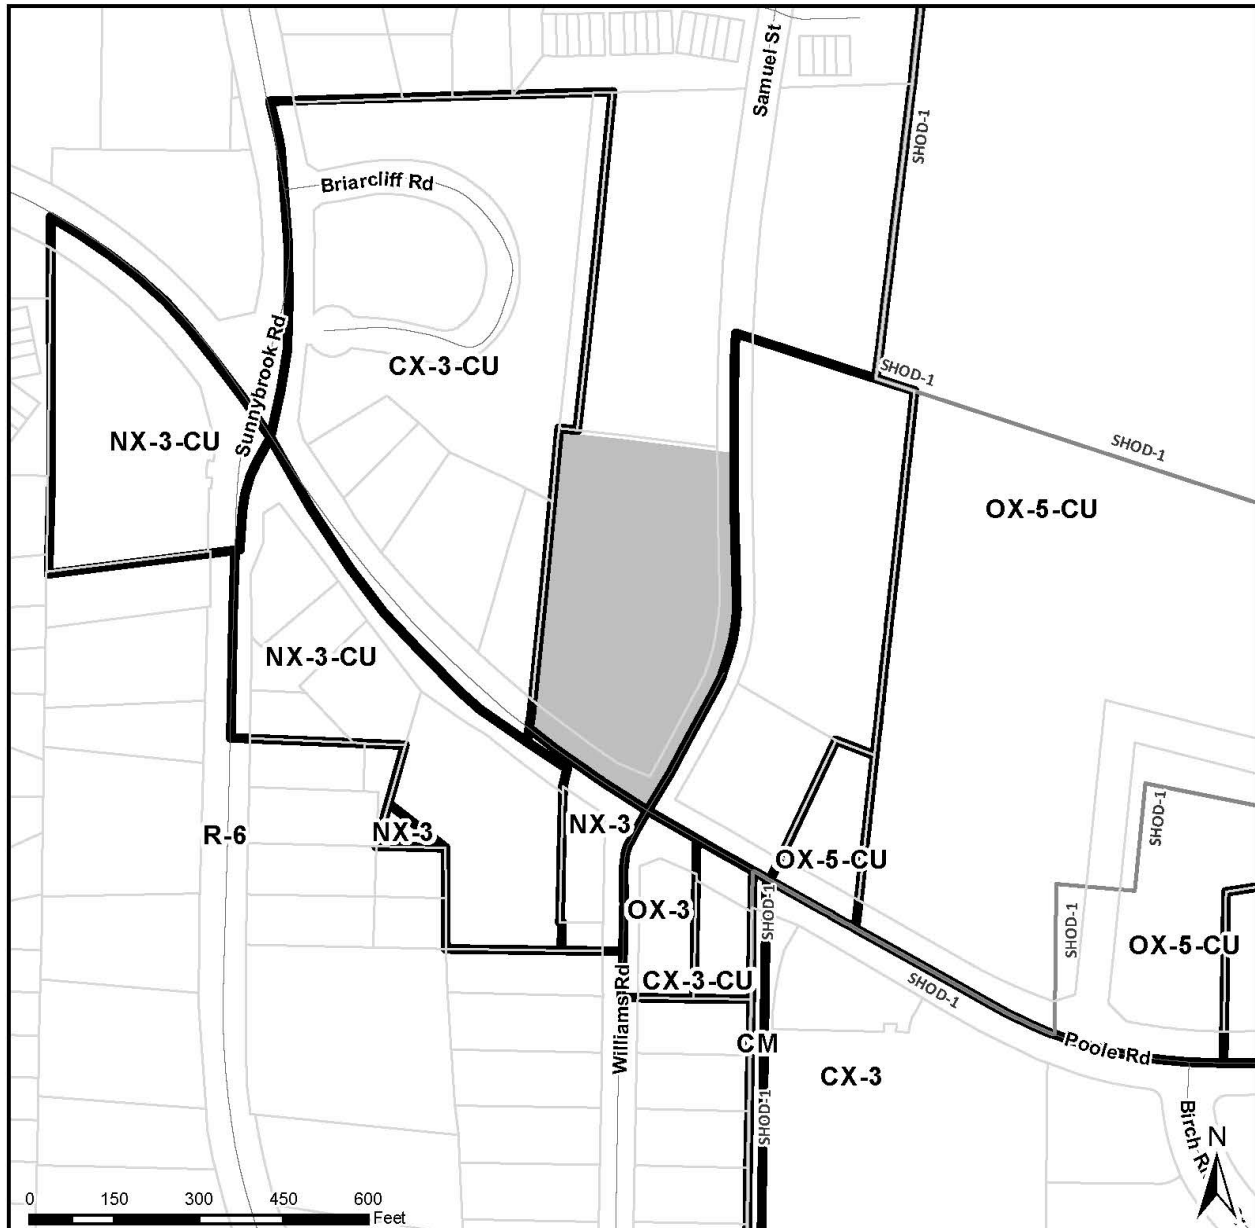 Samuel St
SHOD-1
Briarcliff Rd
Sunnybrook Rd
CX-3-CU
SHOD-1
NX-3-CU
SHOD-1
OX-5-CU
NX-3-CU
R-6
NX-3
NX-3
OX-5-CU
SHOD-1
SHOD-1
SHOD-1
OX-3
OX-5-CU
CX-3-CU
SHOD-1
Williams Rd
CM
Poole Rd
CX-3
SHOD-1
Birch Ri
N
0 150 300 450 600
Feet